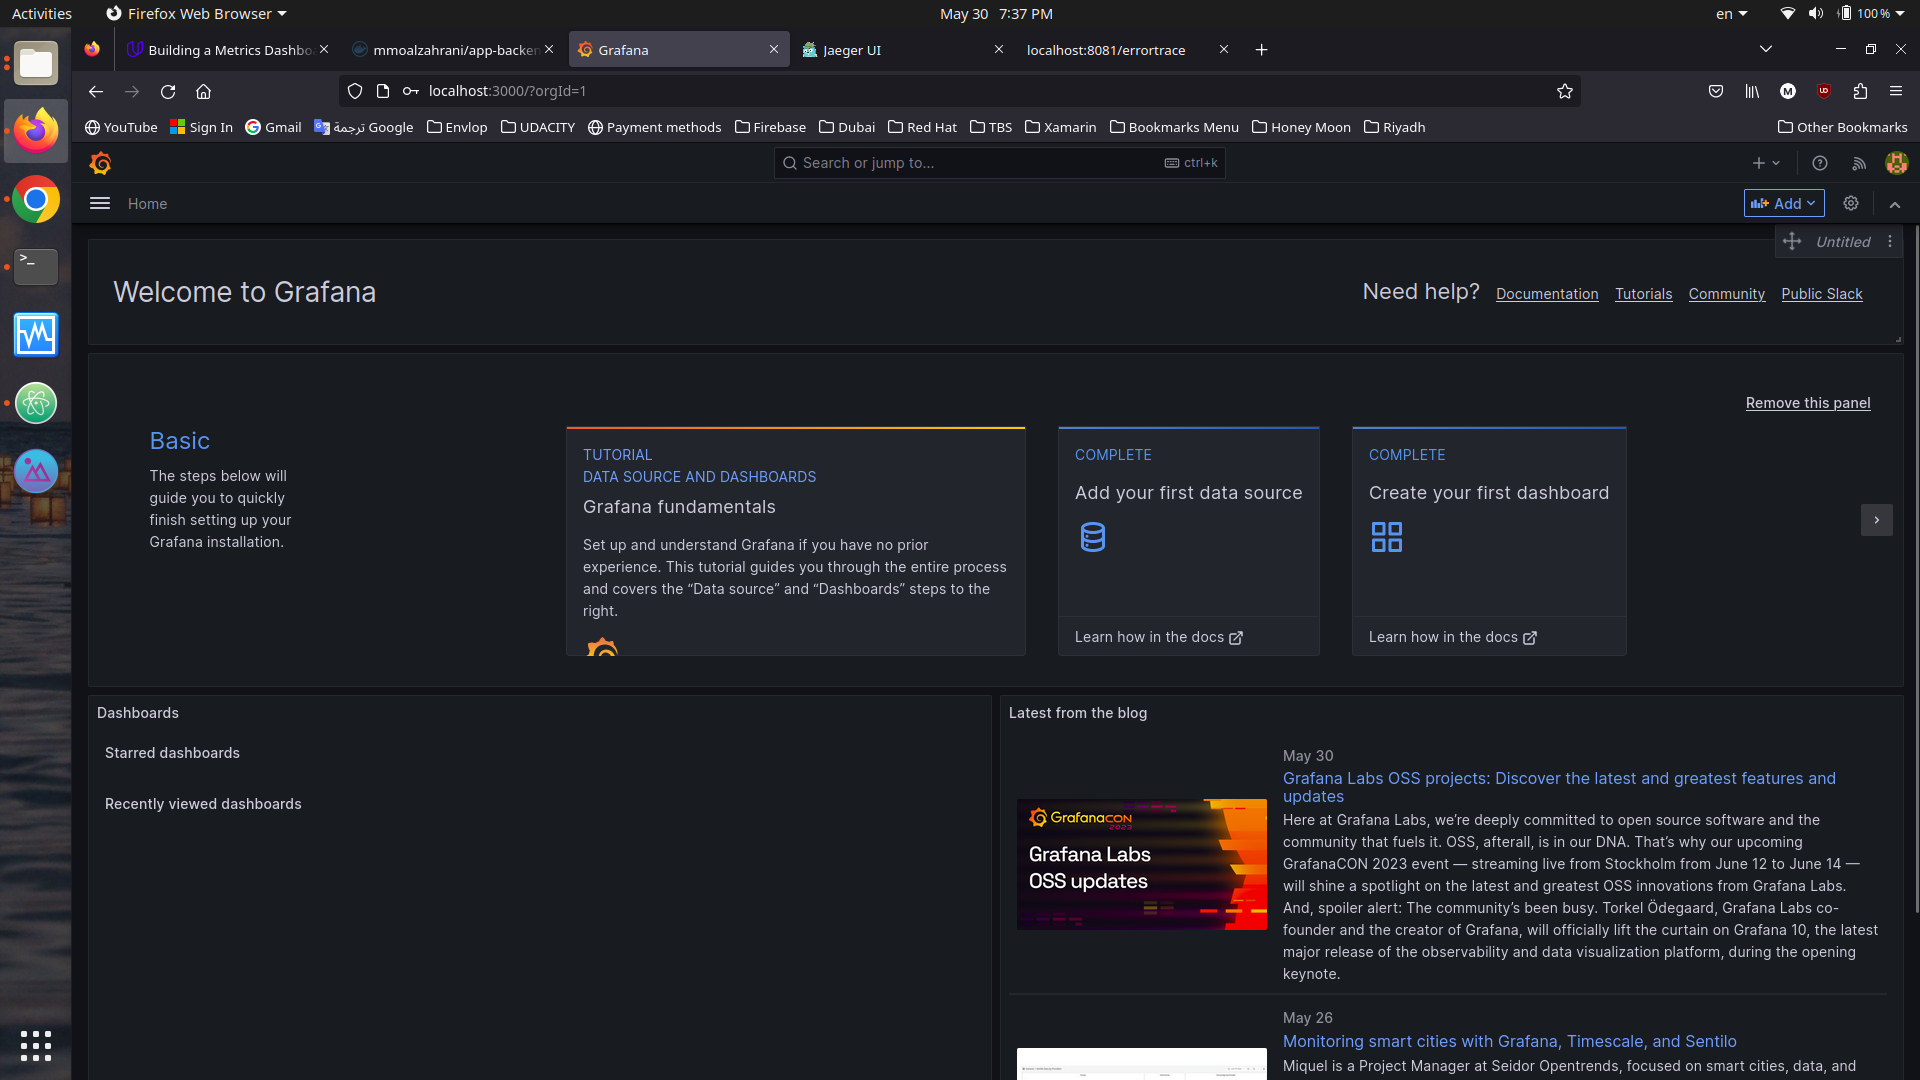 Activities
Firefox Web Browser
May 30 7:37 PM
en
100 %
Building a Metrics Dashbo
mmoalzahrani/app-backen
Grafana
Jaeger UI
localhost:8081/errortrace
localhost:3000/?orgId=1
YouTube
Sign In
Gmail
ترجمة Google
Envlop
UDACITY
Payment methods
Firebase
Dubai
Red Hat
TBS
Xamarin
Bookmarks Menu
Honey Moon
Riyadh
Other Bookmarks
Search or jump to...
ctrl+k
Home
Add
Untitled
Welcome to Grafana
Need help?
Documentation
Tutorials
Community
Public Slack
Remove this panel
Basic
The steps below will
guide you to quickly
finish setting up your
Grafana installation.
TUTORIAL
DATA SOURCE AND DASHBOARDS
Grafana fundamentals
Set up and understand Grafana if you have no prior
experience. This tutorial guides you through the entire process
and covers the “Data source” and “Dashboards” steps to the
right.
COMPLETE
Add your first data source
Learn how in the docs
COMPLETE
Create your first dashboard
Learn how in the docs
Dashboards
Starred dashboards
Recently viewed dashboards
Latest from the blog
GrafanaCON
2023
Grafana Labs
OSS updates
May 30
Grafana Labs OSS projects: Discover the latest and greatest features and
updates
Here at Grafana Labs, we’re deeply committed to open source software and the
community that fuels it. OSS, afterall, is in our DNA. That’s why our upcoming
GrafanaCON 2023 event — streaming live from Stockholm from June 12 to June 14 —
will shine a spotlight on the latest and greatest OSS innovations from Grafana Labs.
And, spoiler alert: The community’s been busy. Torkel Ödegaard, Grafana Labs co-
founder and the creator of Grafana, will officially lift the curtain on Grafana 10, the latest
major release of the observability and data visualization platform, during the opening
keynote.
May 26
Monitoring smart cities with Grafana, Timescale, and Sentilo
Miquel is a Project Manager at Seidor Opentrends, focused on smart cities, data, and